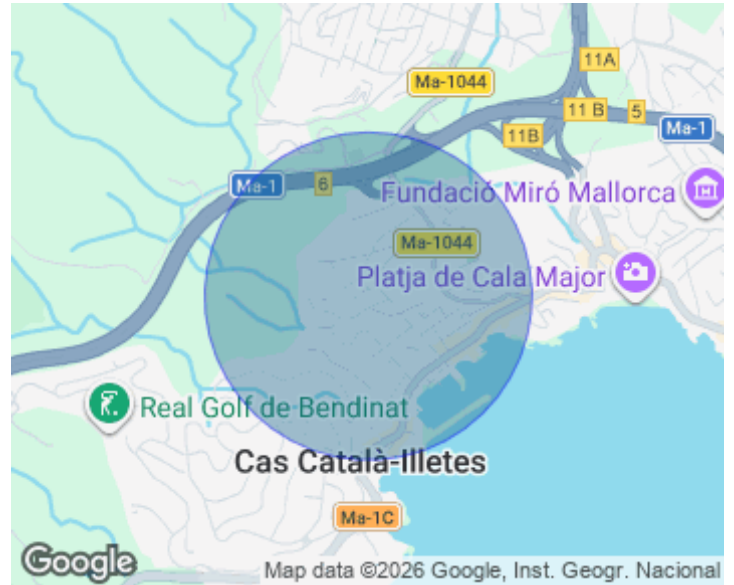 11A
Ma-1044
11 B
5
Ma-1
11B
Ma-1
6
Fundació Miró Mallorca
Ma-1044
Platja de Cala Major
Real Golf de Bendinat
Cas Català-Illetes
Ma-1C
Google
Map data ©2026 Google, Inst. Geogr. Nacional